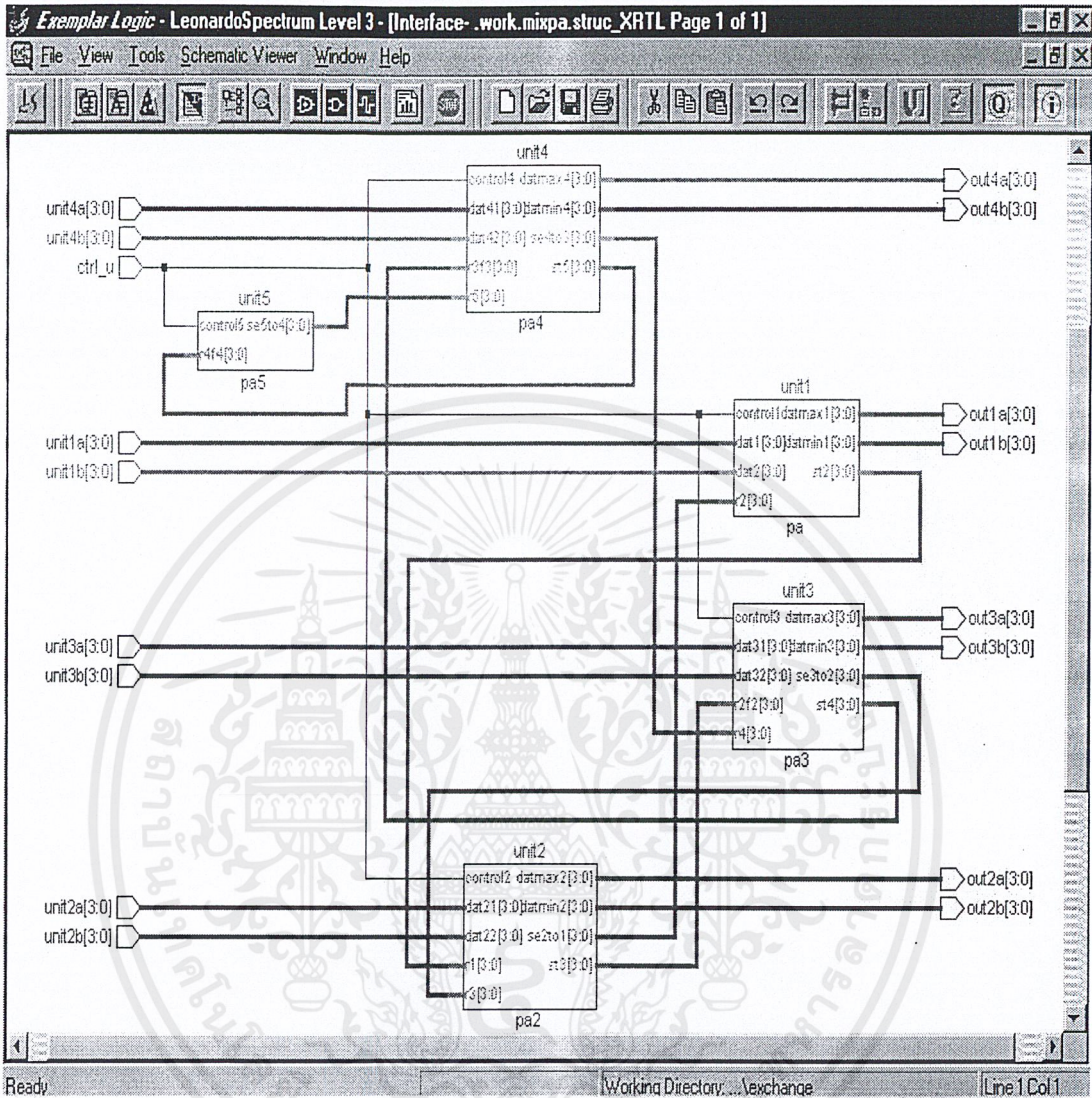 Exemplar Logic - LeonardoSpectrum Level 3 - [Interface- .work.mixpa.struc_XRTL Page 1 of 1]
File View Tools Schematic Viewer Window Help
unit4
control4 datmax4[3:0]
out4a[3:0]
unit4a[3:0]
dat41[3:0]datmin4[3:0]
out4b[3:0]
unit4b[3:0]
dat42[3:0] se4to3[3:0]
ctrl_u
r3f3[3:0] st5[3:0]
unit5
r5[3:0]
control5 se5to4[3:0]
pa4
r4f4[3:0]
pa5
unit1
control1datmax1[3:0]
out1a[3:0]
unit1a[3:0]
dat1[3:0]datmin1[3:0]
out1b[3:0]
unit1b[3:0]
dat2[3:0] st2[3:0]
r2[3:0]
pa
unit3
control3 datmax3[3:0]
out3a[3:0]
unit3a[3:0]
dat31[3:0]datmin3[3:0]
out3b[3:0]
unit3b[3:0]
dat32[3:0] se3to2[3:0]
r2f2[3:0] st4[3:0]
r4[3:0]
pa3
unit2
control2 datmax2[3:0]
out2a[3:0]
unit2a[3:0]
dat21[3:0]datmin2[3:0]
out2b[3:0]
unit2b[3:0]
dat22[3:0] se2to1[3:0]
r1[3:0] st3[3:0]
r3[3:0]
pa2
Ready
Working Directory: ...\exchange
Line 1 Col 1